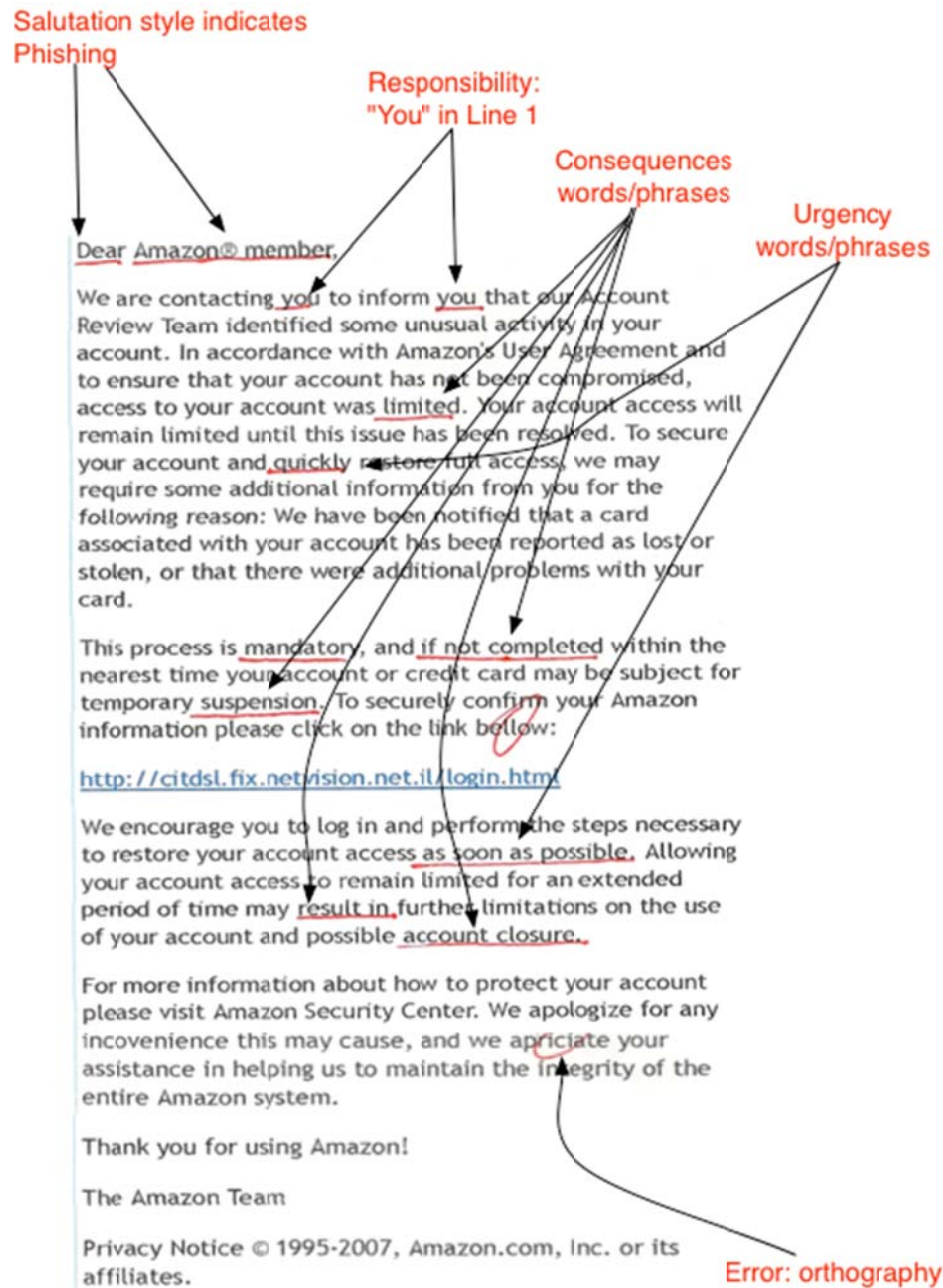 Salutation style indicates
Phishing
Responsibility:
"You" in Line 1
Consequences
words/phrases
Urgency
words/phrases
Dear Amazon® member,
We are contacting you to inform you that our Account
Review Team identified some unusual activity in your
account. In accordance with Amazon's User Agreement and
to ensure that your account has not been compromised,
access to your account was limited. Your account access will
remain limited until this issue has been resolved. To secure
your account and quickly restore full access, we may
require some additional information from you for the
following reason: We have been notified that a card
associated with your account has been reported as lost or
stolen, or that there were additional problems with your
card.
This process is mandatory, and if not completed within the
nearest time your account or credit card may be subject for
temporary suspension. To securely confirm your Amazon
information please click on the link bellow:
http://citdsl.fix.netvision.net.il/login.html
We encourage you to log in and perform the steps necessary
to restore your account access as soon as possible. Allowing
your account access to remain limited for an extended
period of time may result in further limitations on the use
of your account and possible account closure.
For more information about how to protect your account
please visit Amazon Security Center. We apologize for any
incovenience this may cause, and we apriciate your
assistance in helping us to maintain the integrity of the
entire Amazon system.
Thank you for using Amazon!
The Amazon Team
Privacy Notice © 1995-2007, Amazon.com, Inc. or its
affiliates.
Error: orthography